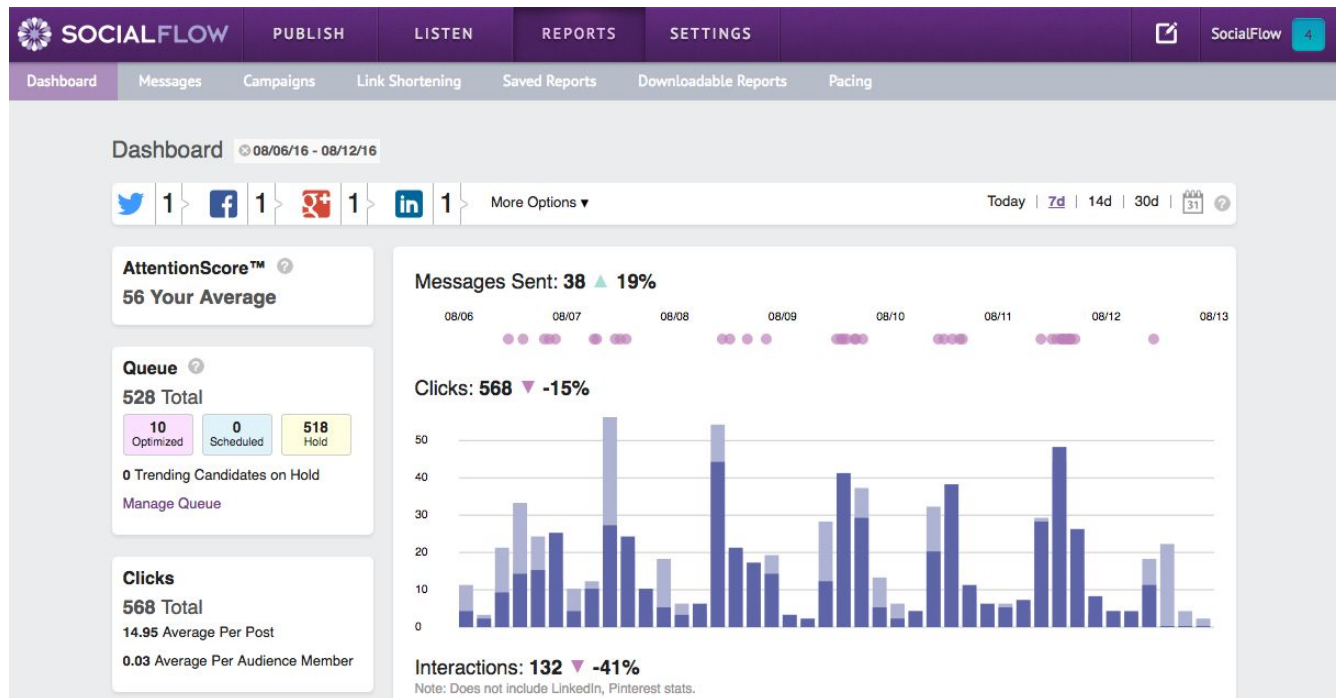 SOCIALFLOW PUBLISH LISTEN REPORTS SETTINGS SocialFlow 4
Dashboard Messages Campaigns Link Shortening Saved Reports Downloadable Reports Pacing
Dashboard 08/06/16 - 08/12/16
1 1 g+ 1 in 1 More Options ▾ Today | 7d | 14d | 30d | 31 ?
AttentionScore™ ?
56 Your Average
Queue ?
528 Total
10 0 518
Optimized Scheduled Hold
0 Trending Candidates on Hold
Manage Queue
Clicks
568 Total
14.95 Average Per Post
0.03 Average Per Audience Member
Messages Sent: 38 ▲ 19%
08/06 08/07 08/08 08/09 08/10 08/11 08/12 08/13
Clicks: 568 ▼ -15%
50
40
30
20
10
0
Interactions: 132 ▼ -41%
Note: Does not include LinkedIn, Pinterest stats.